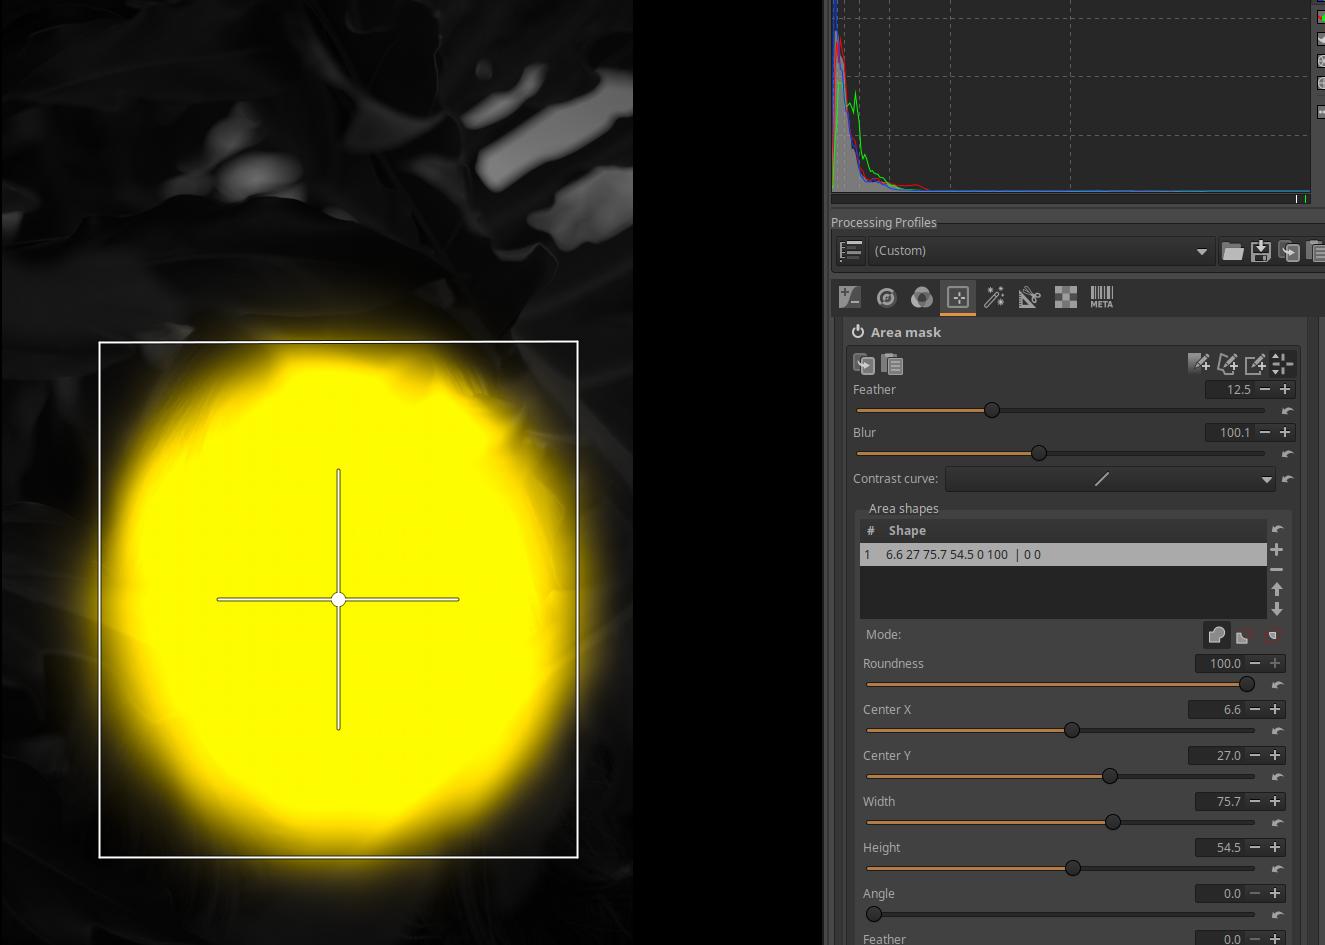 Processing Profiles
(Custom)
META
Area mask
Feather
12.5
Blur
100.1
Contrast curve:
Area shapes
# Shape
1 6.6 27 75.7 54.5 0 100 | 0 0
Mode:
Roundness
100.0
Center X
6.6
Center Y
27.0
Width
75.7
Height
54.5
Angle
0.0
Feather
0.0